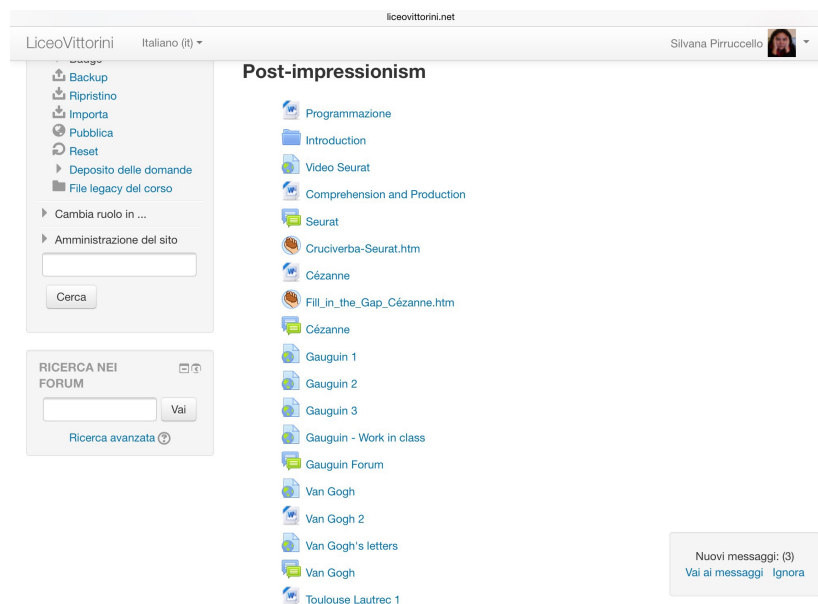 liceovittorini.net
LiceoVittorini Italiano (it) Silvana Pirruccello
Badge
Backup
Ripristino
Importa
Pubblica
Reset
Deposito delle domande
File legacy del corso
Cambia ruolo in ...
Amministrazione del sito
Cerca
RICERCA NEI
FORUM
Vai
Ricerca avanzata
Post-impressionism
Programmazione
Introduction
Video Seurat
Comprehension and Production
Seurat
Cruciverba-Seurat.htm
Cézanne
Fill_in_the_Gap_Cézanne.htm
Cézanne
Gauguin 1
Gauguin 2
Gauguin 3
Gauguin - Work in class
Gauguin Forum
Van Gogh
Van Gogh 2
Van Gogh's letters
Van Gogh
Toulouse Lautrec 1
Nuovi messaggi: (3)
Vai ai messaggi Ignora